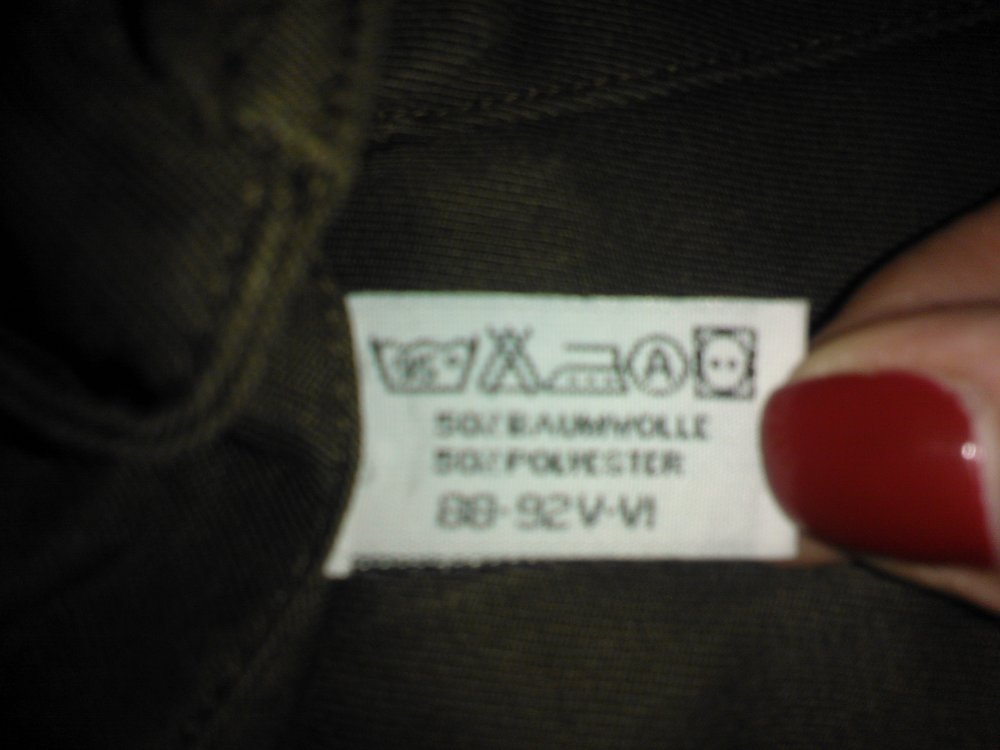 A
50% BAUMWOLLE
50% POLYESTER
88-92 V-VI